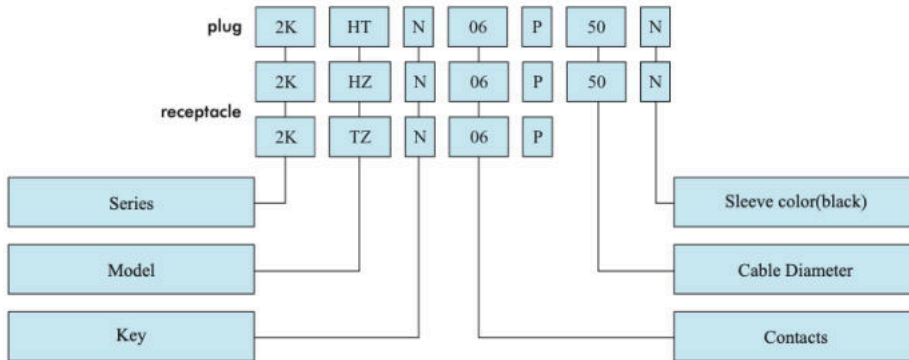 plug 2K HT N 06 P 50 N
2K HZ N 06 P 50 N
receptacle
2K TZ N 06 P
Series Sleeve color(black)
Model Cable Diameter
Key Contacts